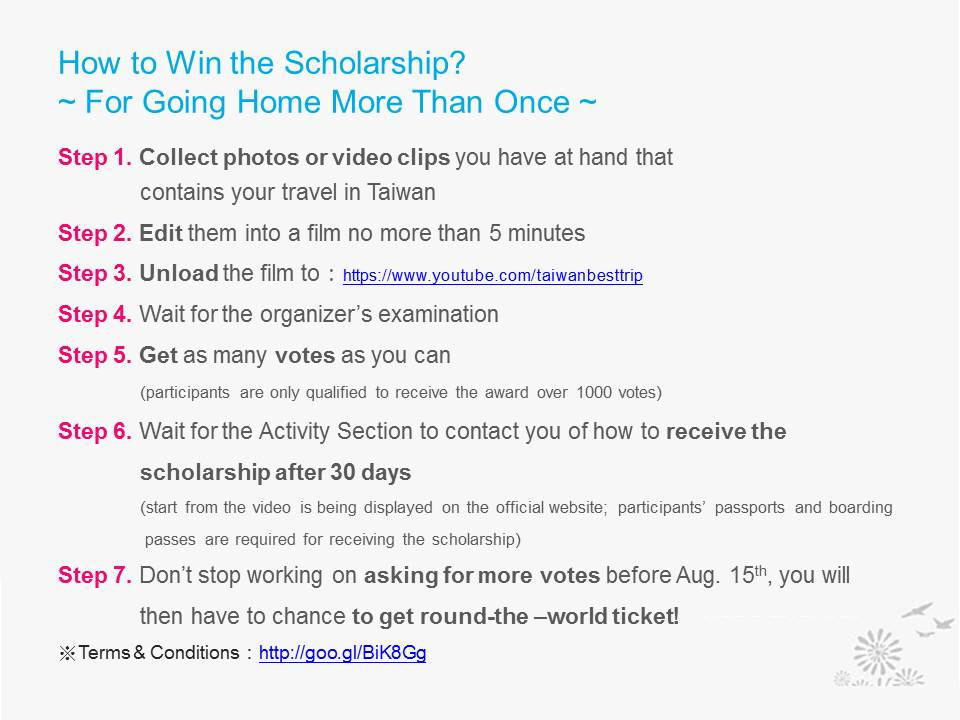 How to Win the Scholarship?
~ For Going Home More Than Once ~
Step 1. Collect photos or video clips you have at hand that
contains your travel in Taiwan
Step 2. Edit them into a film no more than 5 minutes
Step 3. Unload the film to：https://www.youtube.com/taiwanbesttrip
Step 4. Wait for the organizer’s examination
Step 5. Get as many votes as you can
(participants are only qualified to receive the award over 1000 votes)
Step 6. Wait for the Activity Section to contact you of how to receive the
scholarship after 30 days
(start from the video is being displayed on the official website; participants’ passports and boarding
passes are required for receiving the scholarship)
Step 7. Don’t stop working on asking for more votes before Aug. 15th, you will
then have to chance to get round-the –world ticket!
※Terms & Conditions：http://goo.gl/BiK8Gg